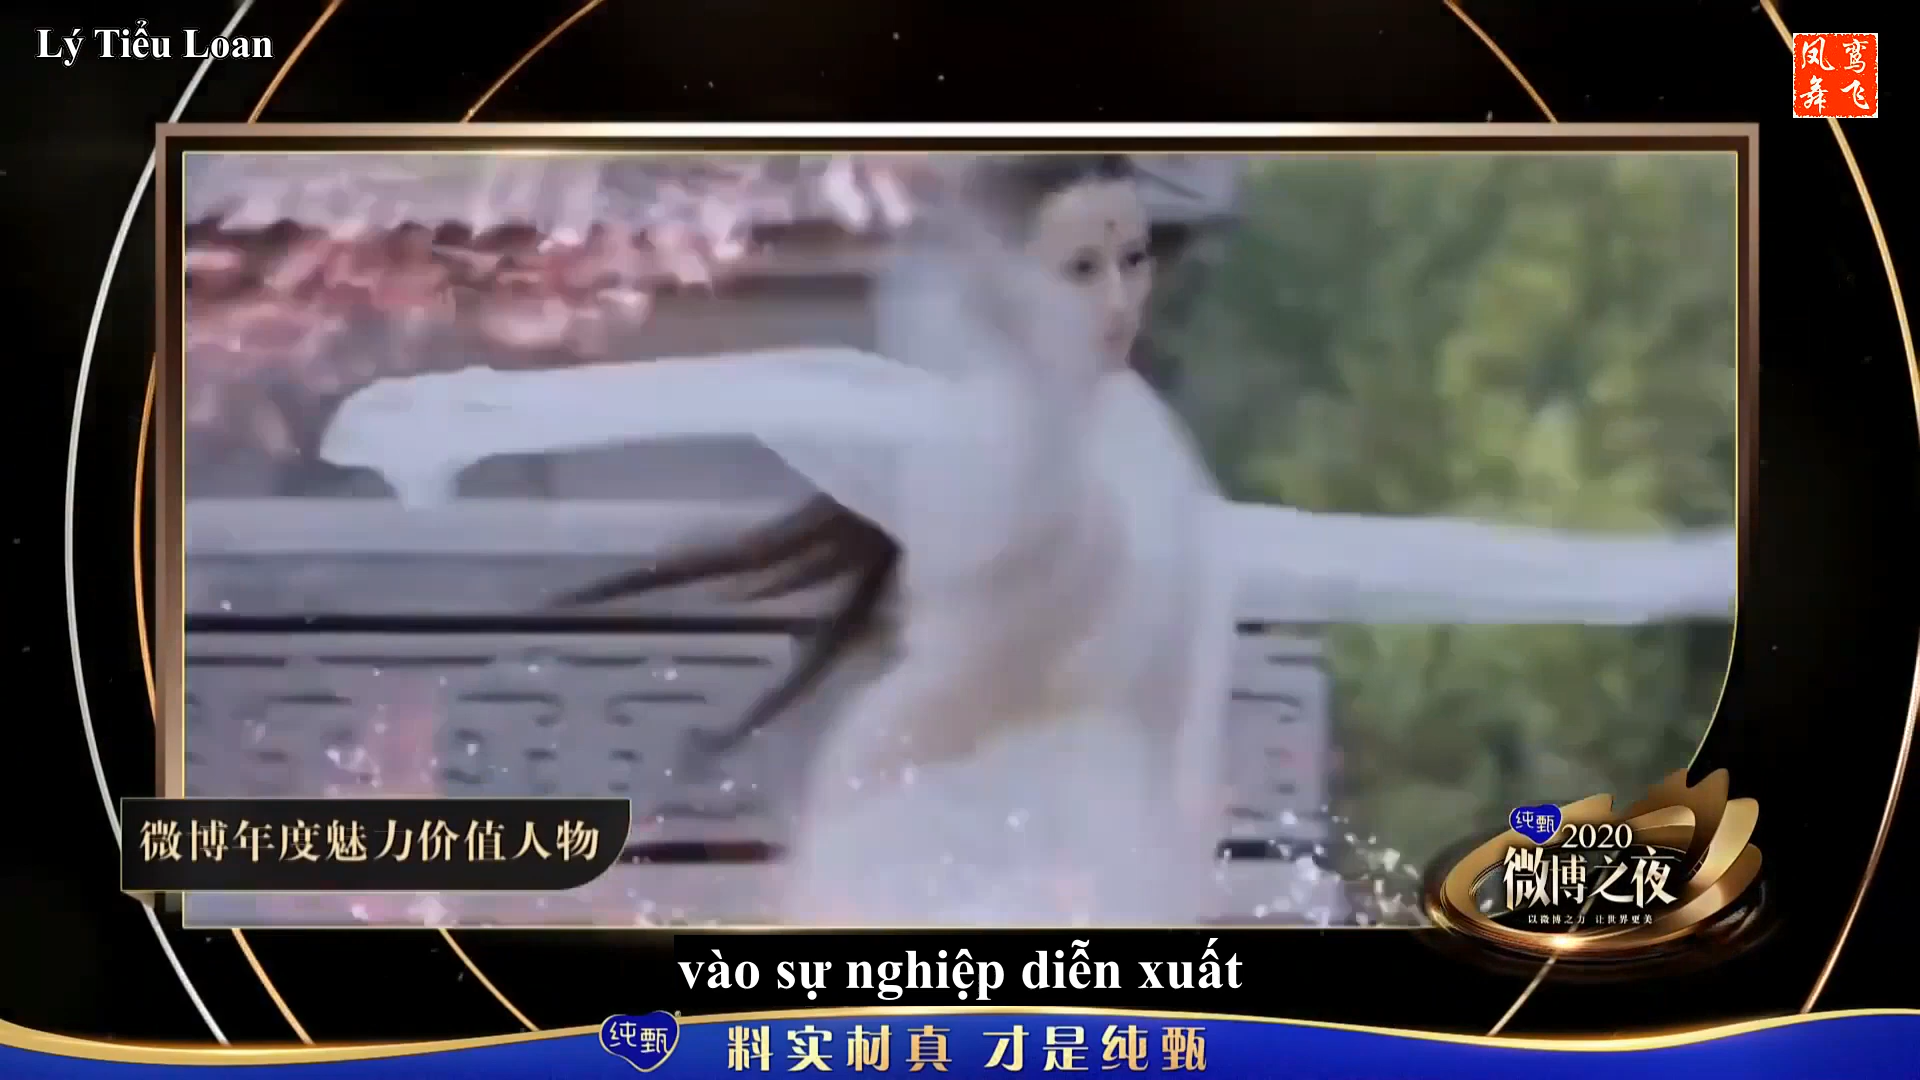 Lý Tiểu Loan
凤鸾
舞飞
微博年度魅力价值人物
纯甄
2020
微博之夜
以微博之力 让世界更美
vào sự nghiệp diễn xuất
纯甄
料实材真 才是纯甄